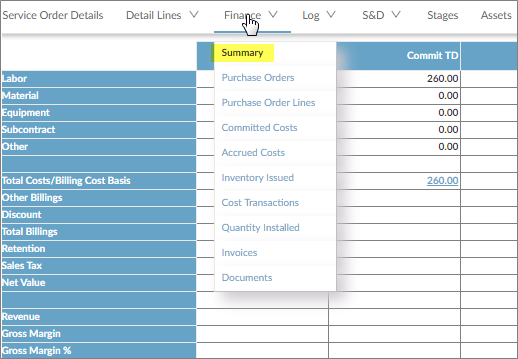 Service Order Details Detail Lines Finance Log S&D Stages Assets
Summary
Commit TD
Labor 260.00
Purchase Orders
Material 0.00
Purchase Order Lines
Equipment 0.00
Committed Costs
Subcontract 0.00
Other 0.00
Accrued Costs
Inventory Issued
Total Costs/Billing Cost Basis 260.00
Other Billings
Cost Transactions
Discount
Quantity Installed
Total Billings
Retention
Invoices
Sales Tax
Documents
Net Value
Revenue
Gross Margin
Gross Margin %